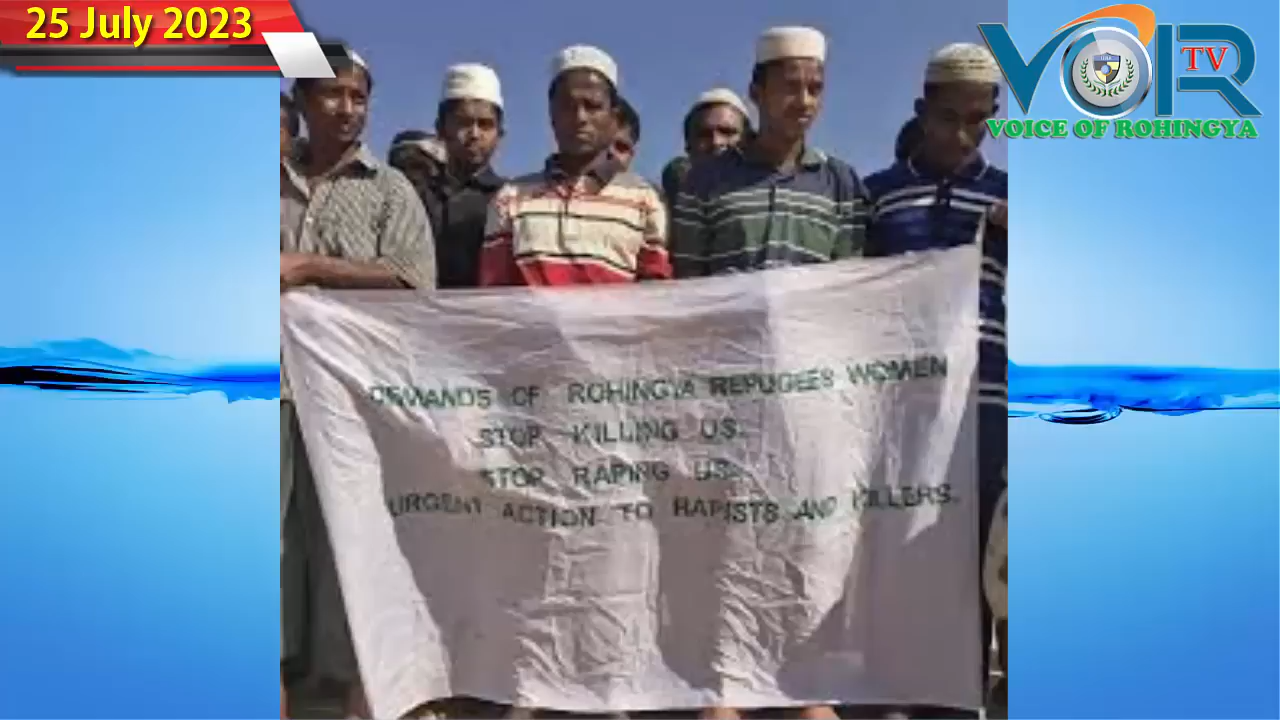 25 July 2023
VOR TV
VOICE OF ROHINGYA
DEMANDS OF ROHINGYA REFUGEES WOMEN
STOP KILLING US.
STOP RAPING US.
URGENT ACTION TO RAPISTS AND KILLERS.